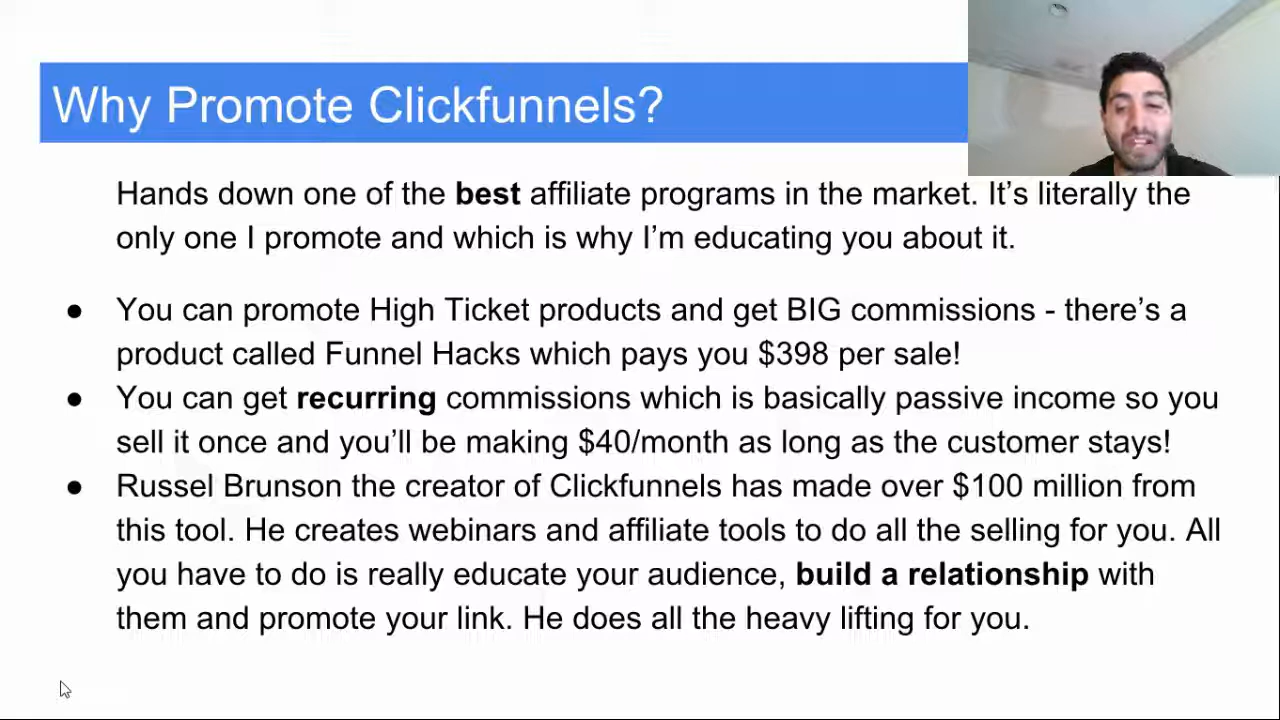 Why Promote Clickfunnels?
Hands down one of the best affiliate programs in the market. It's literally the
only one I promote and which is why I'm educating you about it.
● You can promote High Ticket products and get BIG commissions - there's a
product called Funnel Hacks which pays you $398 per sale!
● You can get recurring commissions which is basically passive income so you
sell it once and you'll be making $40/month as long as the customer stays!
● Russel Brunson the creator of Clickfunnels has made over $100 million from
this tool. He creates webinars and affiliate tools to do all the selling for you. All
you have to do is really educate your audience, build a relationship with
them and promote your link. He does all the heavy lifting for you.